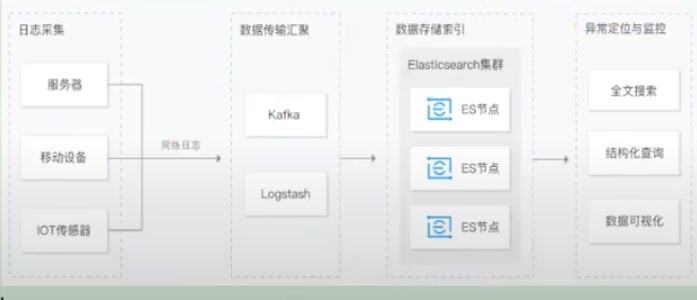 日志采集
服务器
移动设备
IOT传感器
网络日志
数据传输汇聚
Kafka
Logstash
数据存储索引
Elasticsearch集群
ES节点
ES节点
ES节点
异常定位与监控
全文搜索
结构化查询
数据可视化